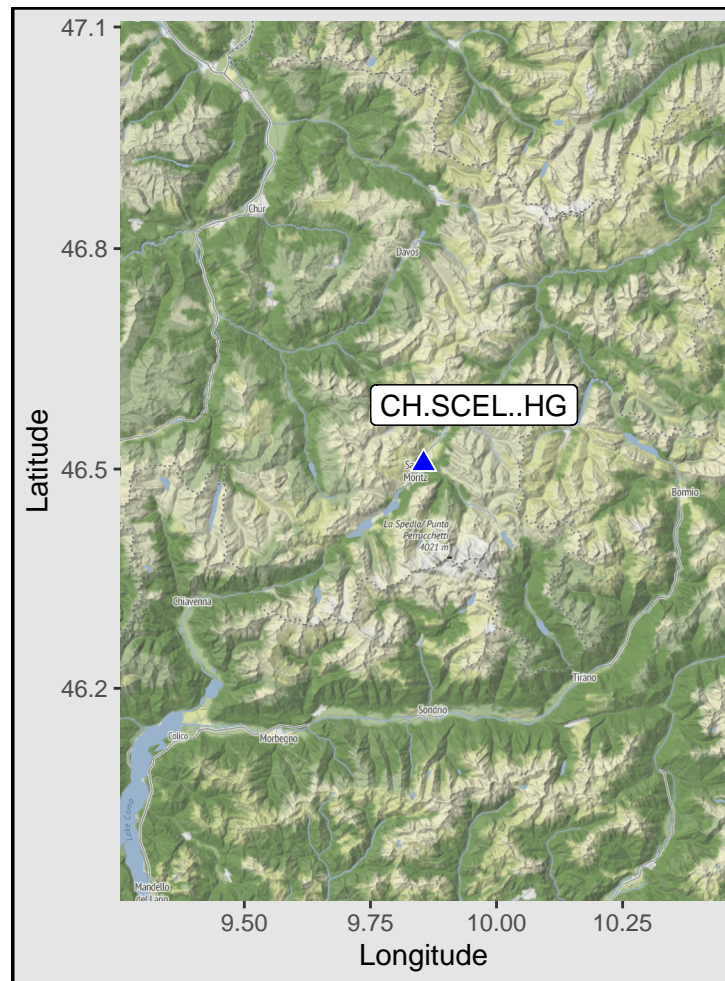 47.1
Chur
46.8
Davos
CH.SCEL..HG
Latitude
46.5
Moritz
Bormio
La Spedla/ Punta
Perrucchetti
4021 m
Chiavenna
46.2
Tirano
Sondrio
Colico
Morbegno
Lake Como
Mandello
del Lario
9.50
9.75
10.00
10.25
Longitude